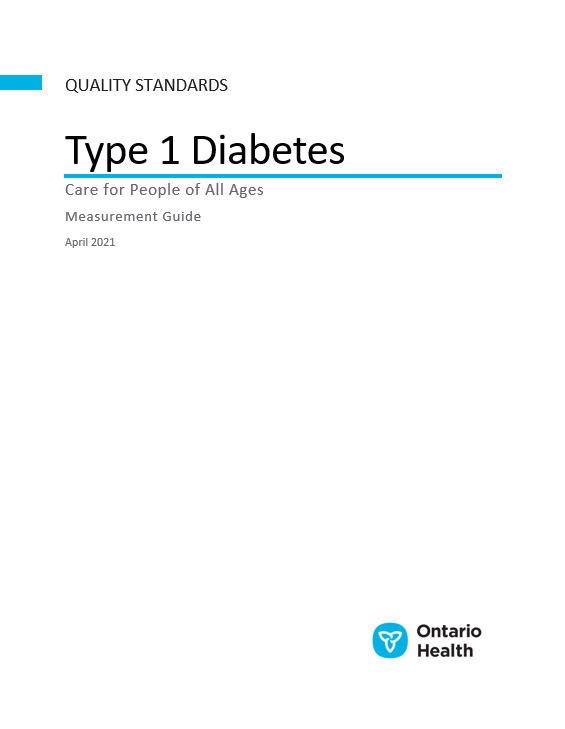 QUALITY STANDARDS
Type 1 Diabetes
Care for People of All Ages
Measurement Guide
April 2021
Ontario
Health